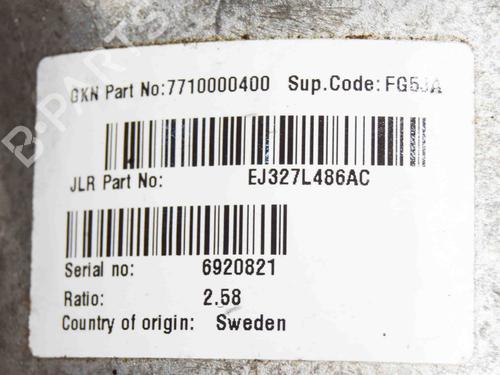 GKN Part No:7710000400 Sup.Code:FG5JA
JLR Part No: EJ327L486AC
Serial no: 6920821
Ratio: 2.58
Country of origin: Sweden
B-PARTS